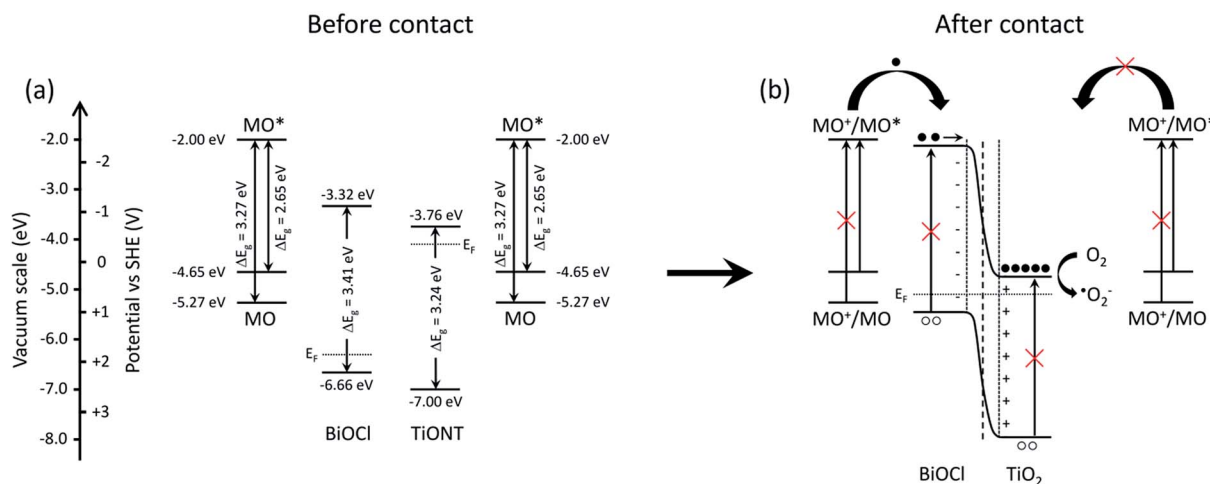 Before contact
After contact
(a)
(b)
Vacuum scale (eV)
Potential vs SHE (V)
-2.0
-3.0
-4.0
-5.0
-6.0
-7.0
-8.0
-2
-1
0
+1
+2
+3
MO*
-2.00 eV
ΔEg = 3.27 eV
ΔEg = 2.65 eV
-4.65 eV
-5.27 eV
MO
-3.32 eV
ΔEg = 3.41 eV
EF
-6.66 eV
BiOCl
-3.76 eV
EF
ΔEg = 3.24 eV
-7.00 eV
TiONT
MO*
-2.00 eV
ΔEg = 3.27 eV
ΔEg = 2.65 eV
-4.65 eV
-5.27 eV
MO
MO⁺/MO*
MO⁺/MO
EF
- - - - - - - -
+ + + + + + +
O₂
•O₂⁻
BiOCl
TiO₂
MO⁺/MO*
MO⁺/MO